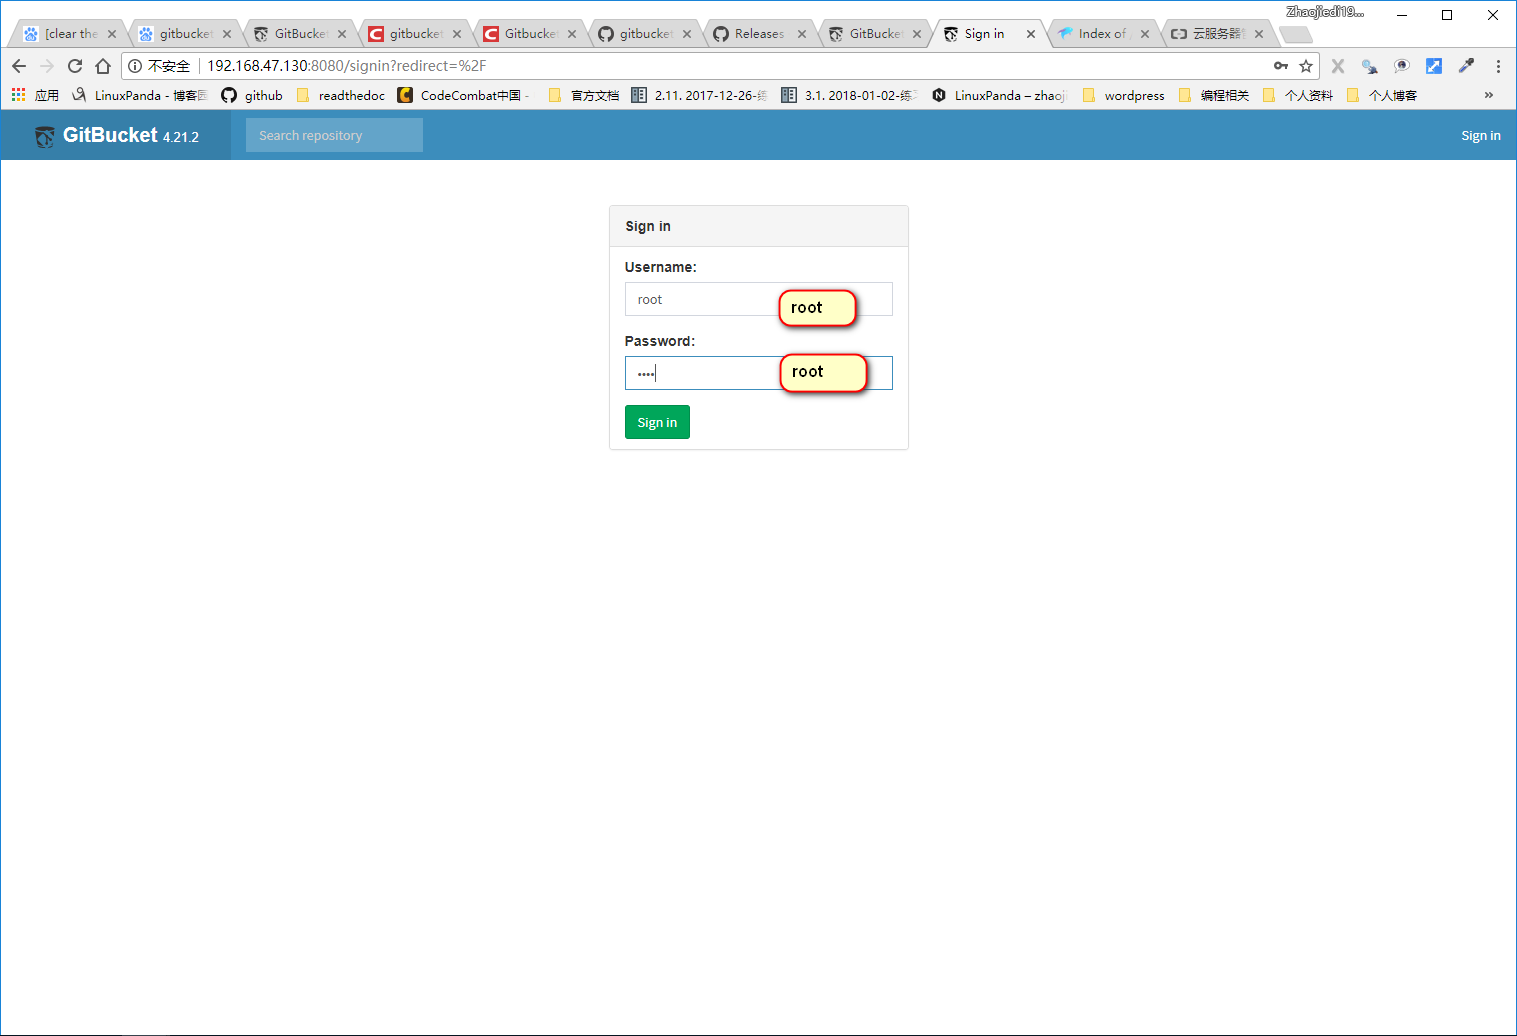 Zhaojiedi19...
[clear the
gitbucket
GitBucket
gitbucket
Gitbucket
gitbucket
Releases
GitBucket
Sign in
Index of
云服务器
不安全
192.168.47.130:8080/signin?redirect=%2F
应用
LinuxPanda - 博客园
github
readthedoc
CodeCombat中国 -
官方文档
2.11. 2017-12-26-练
3.1. 2018-01-02-练习
LinuxPanda – zhaoj
wordpress
编程相关
个人资料
个人博客
»
GitBucket 4.21.2
Search repository
Sign in
Sign in
Username:
root
root
Password:
••••
root
Sign in